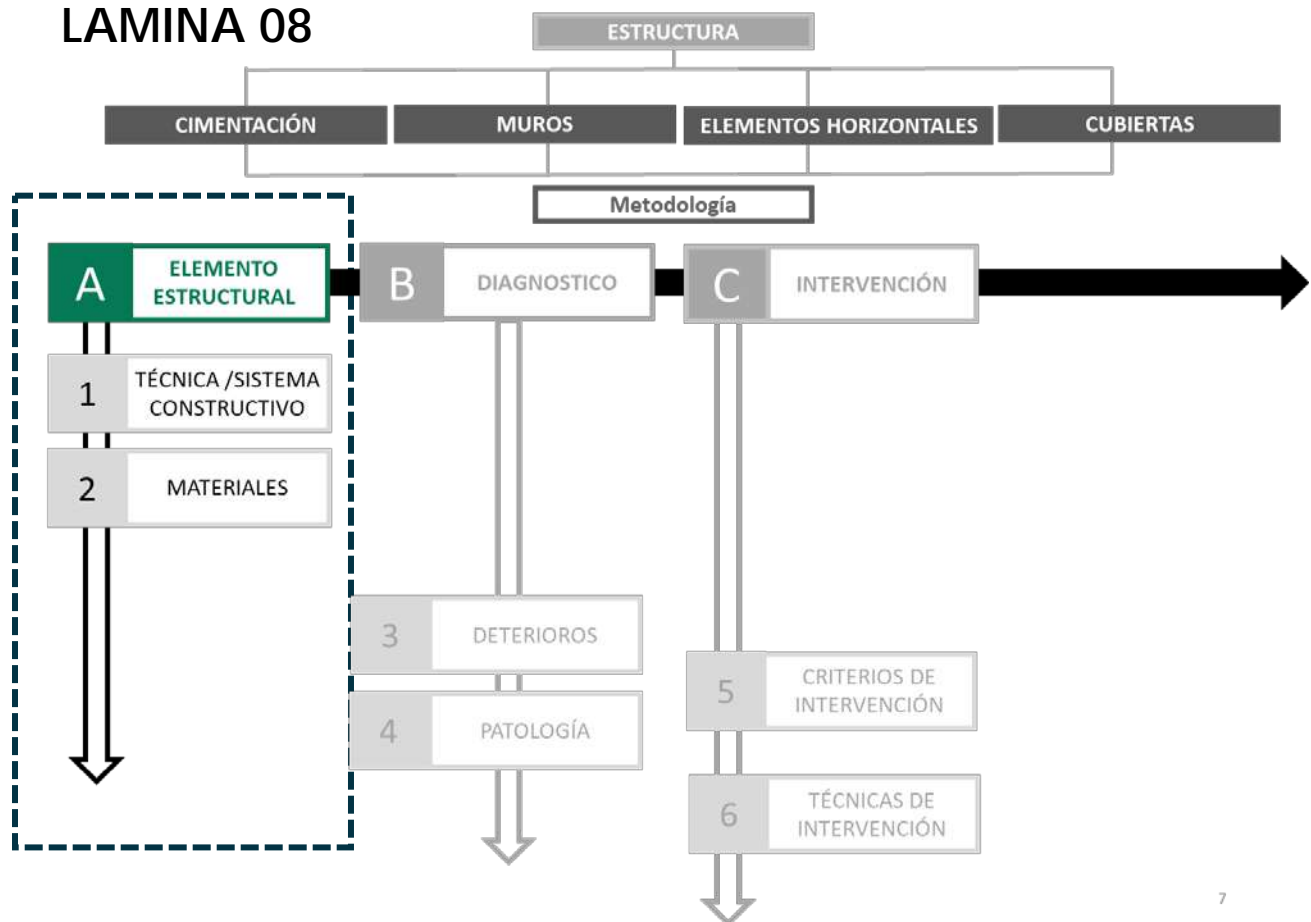 LAMINA 08
ESTRUCTURA
CIMENTACIÓN
MUROS
ELEMENTOS HORIZONTALES
CUBIERTAS
Metodología
A
ELEMENTO
ESTRUCTURAL
B
DIAGNOSTICO
C
INTERVENCIÓN
1
TÉCNICA /SISTEMA
CONSTRUCTIVO
2
MATERIALES
3
DETERIOROS
4
PATOLOGÍA
5
CRITERIOS DE
INTERVENCIÓN
6
TÉCNICAS DE
INTERVENCIÓN
7